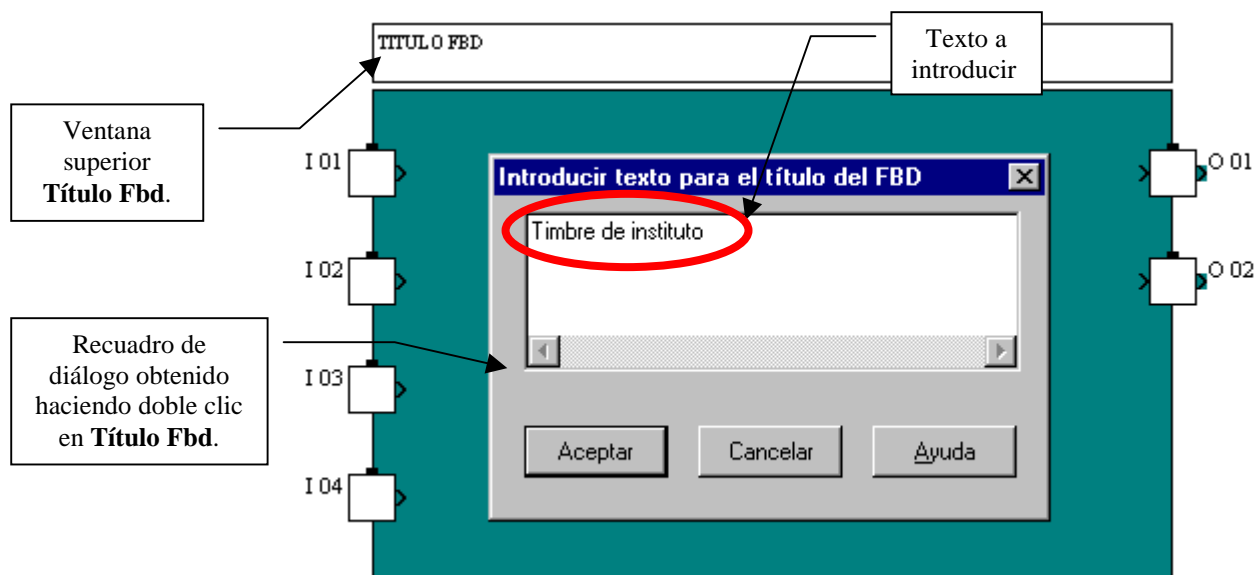 TITULO FBD
Texto a
introducir
Ventana
superior
Título Fbd.
I 01
O 01
Introducir texto para el título del FBD
Timbre de instituto
I 02
O 02
Recuadro de
diálogo obtenido
haciendo doble clic
en Título Fbd.
I 03
Aceptar
Cancelar
Ayuda
I 04